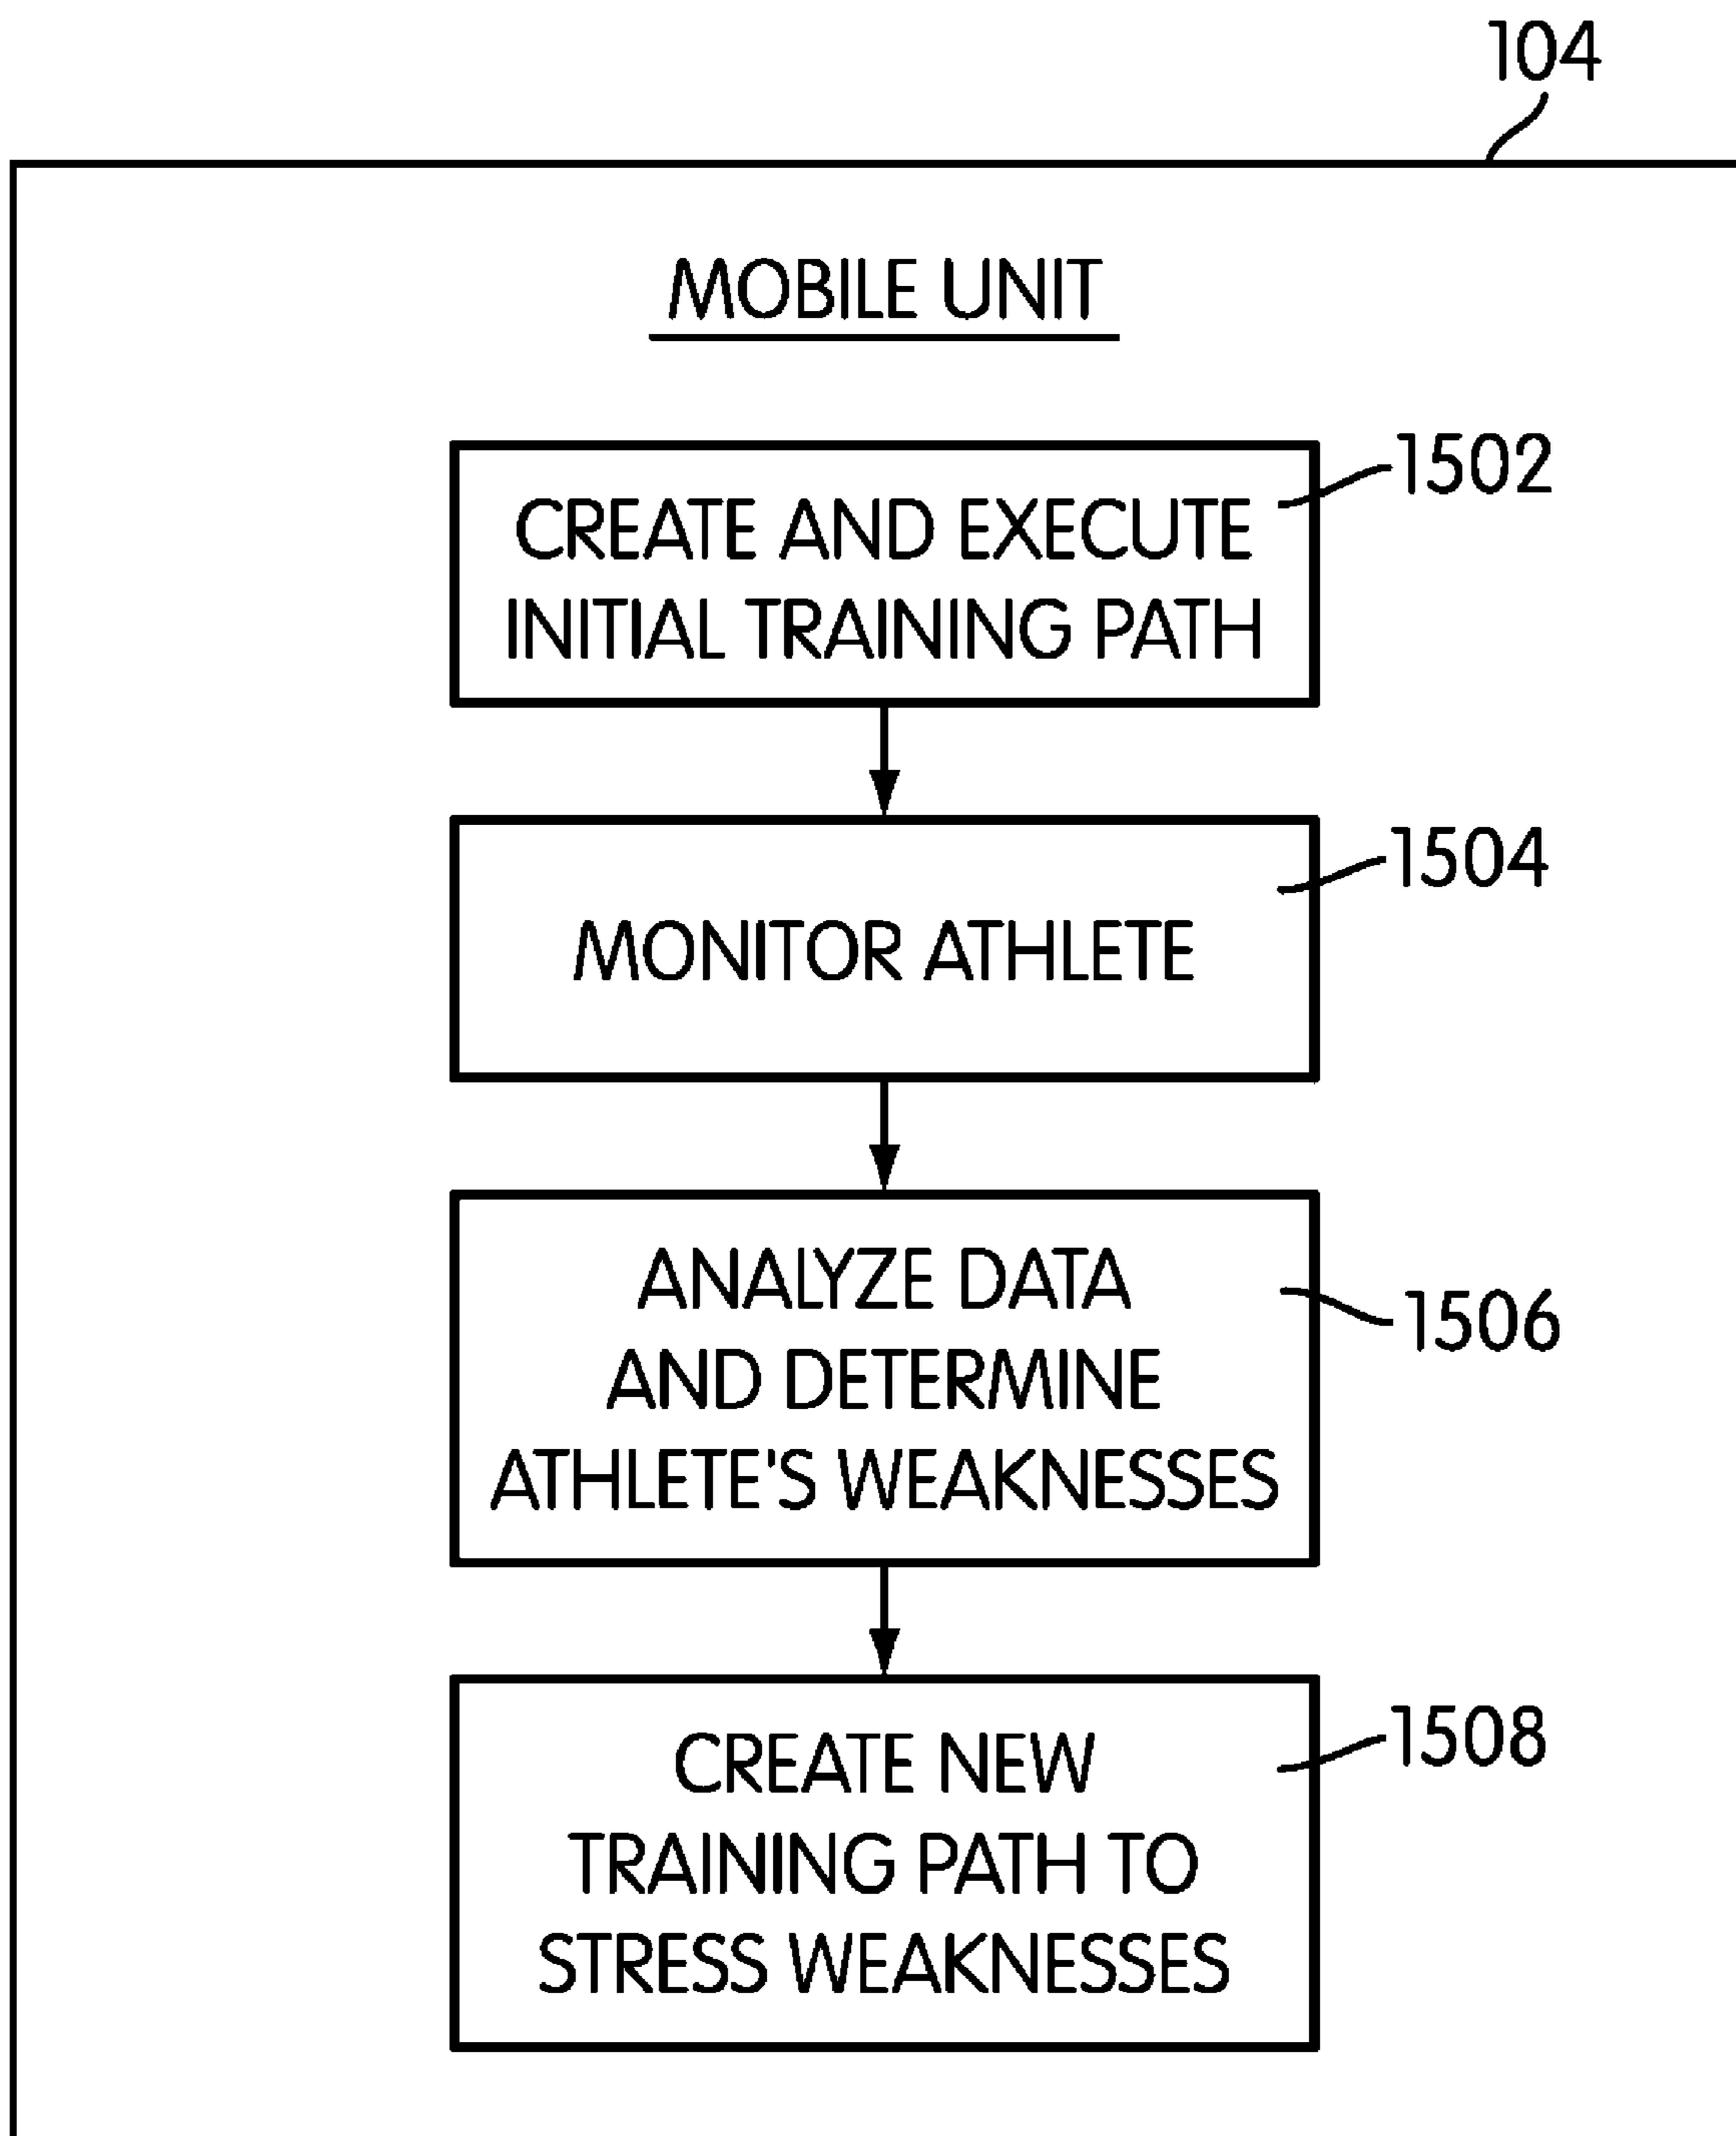 104
MOBILE UNIT
1502
CREATE AND EXECUTE
INITIAL TRAINING PATH
1504
MONITOR ATHLETE
ANALYZE DATA
1506
AND DETERMINE
ATHLETE'S WEAKNESSES
CREATE NEW
1508
TRAINING PATH TO
STRESS WEAKNESSES